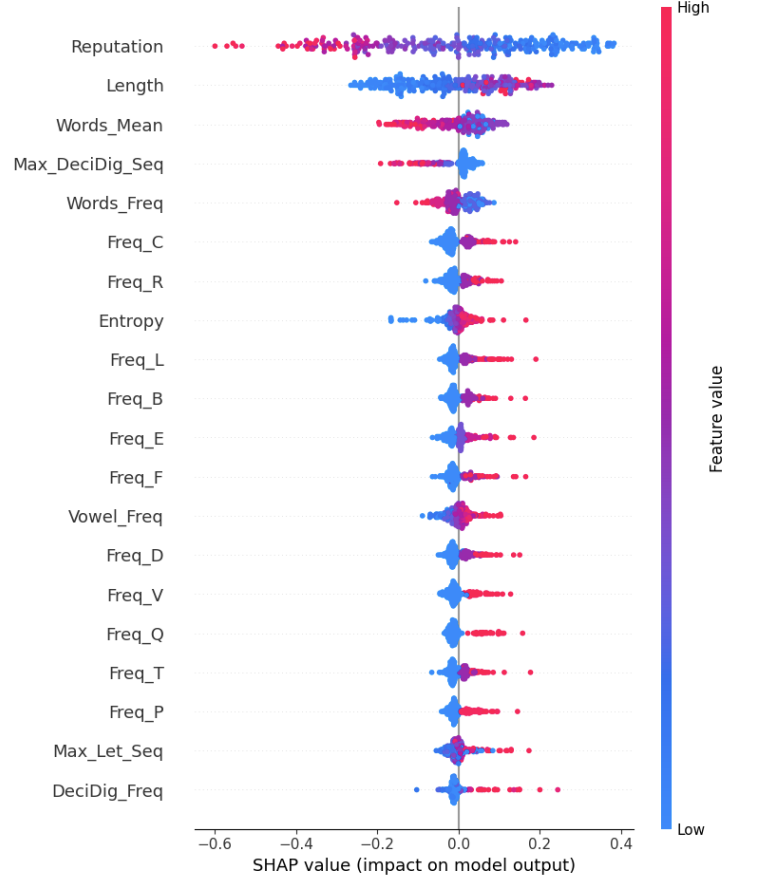 High
Reputation
Length
Words_Mean
Max_DeciDig_Seq
Words_Freq
Freq_C
Freq_R
Entropy
Freq_L
Freq_B
Freq_E
Freq_F
Vowel_Freq
Freq_D
Freq_V
Freq_Q
Freq_T
Freq_P
Max_Let_Seq
DeciDig_Freq
Feature value
Low
−0.6 −0.4 −0.2 0.0 0.2 0.4
SHAP value (impact on model output)